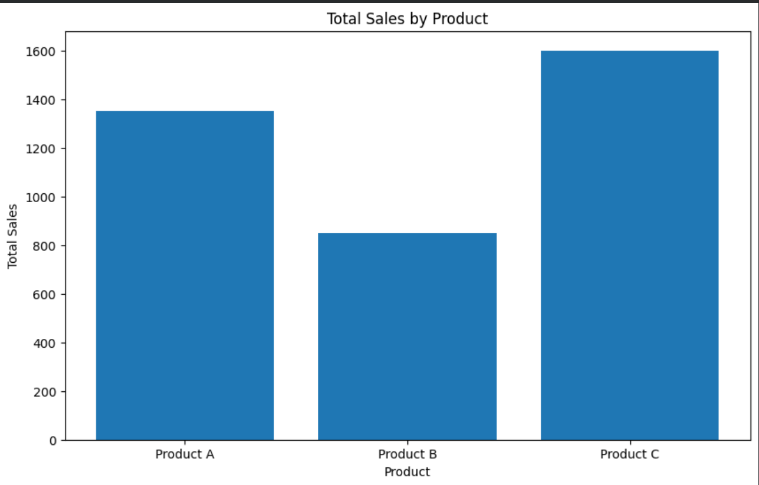 Total Sales by Product
Total Sales
1600
1400
1200
1000
800
600
400
200
0
Product A Product B Product C
Product